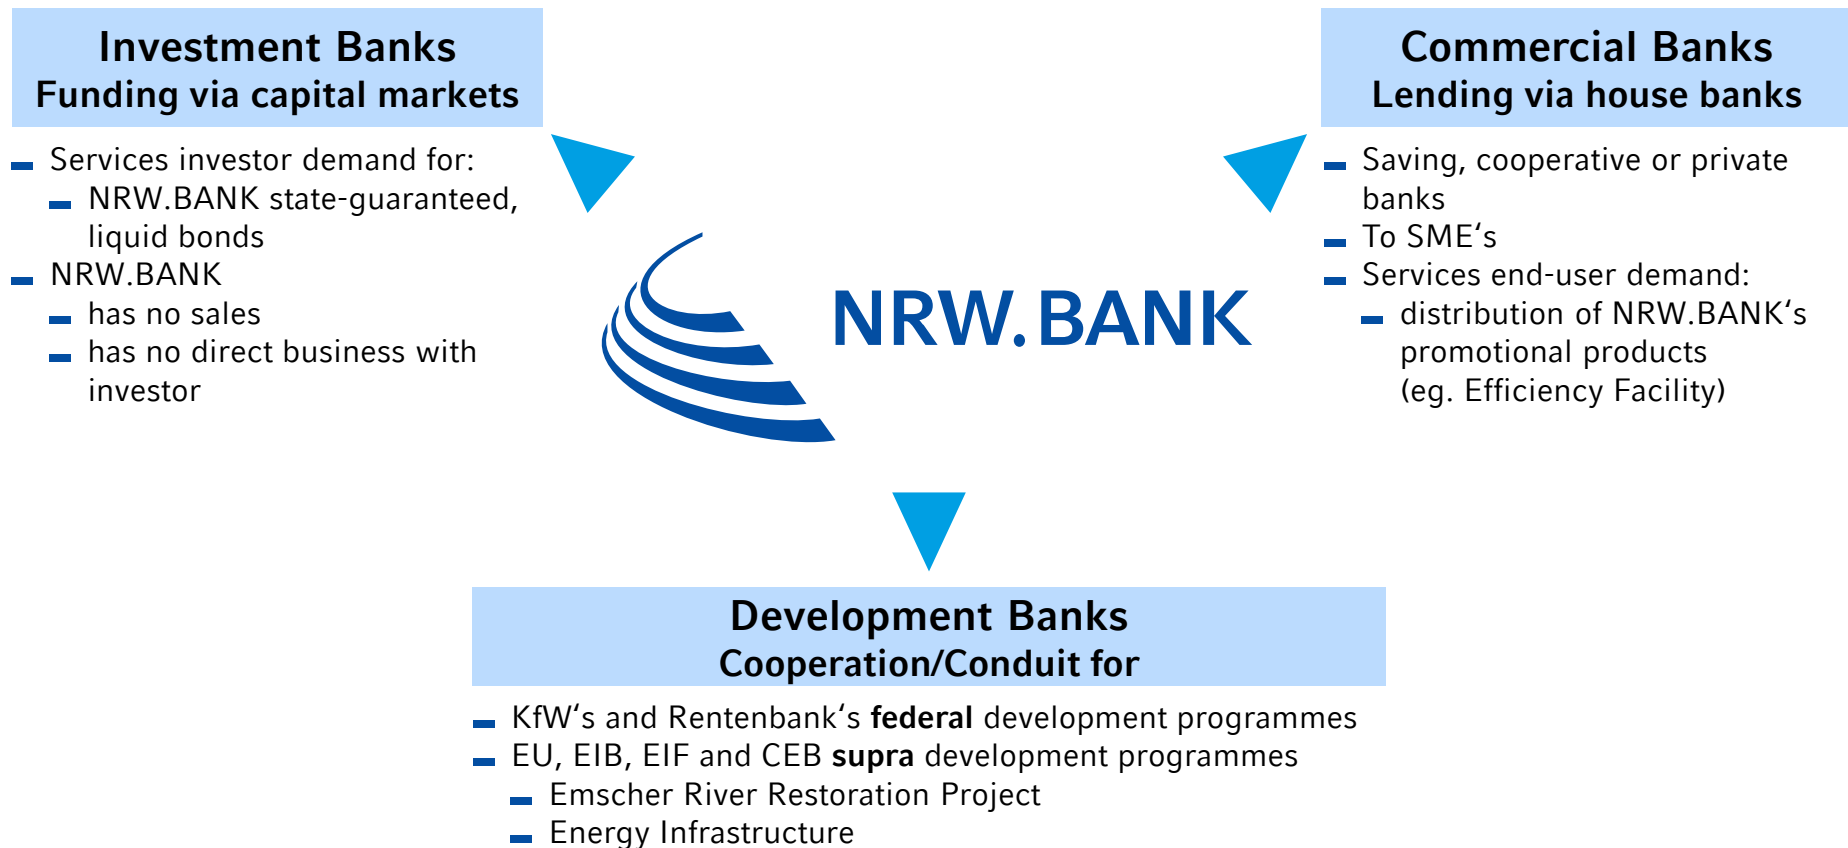 Investment Banks
Funding via capital markets
Services investor demand for:
NRW.BANK state-guaranteed,
liquid bonds
NRW.BANK
has no sales
has no direct business with
investor
NRW.BANK
Commercial Banks
Lending via house banks
Saving, cooperative or private
banks
To SME‘s
Services end-user demand:
distribution of NRW.BANK‘s
promotional products
(eg. Efficiency Facility)
Development Banks
Cooperation/Conduit for
KfW‘s and Rentenbank‘s federal development programmes
EU, EIB, EIF and CEB supra development programmes
Emscher River Restoration Project
Energy Infrastructure